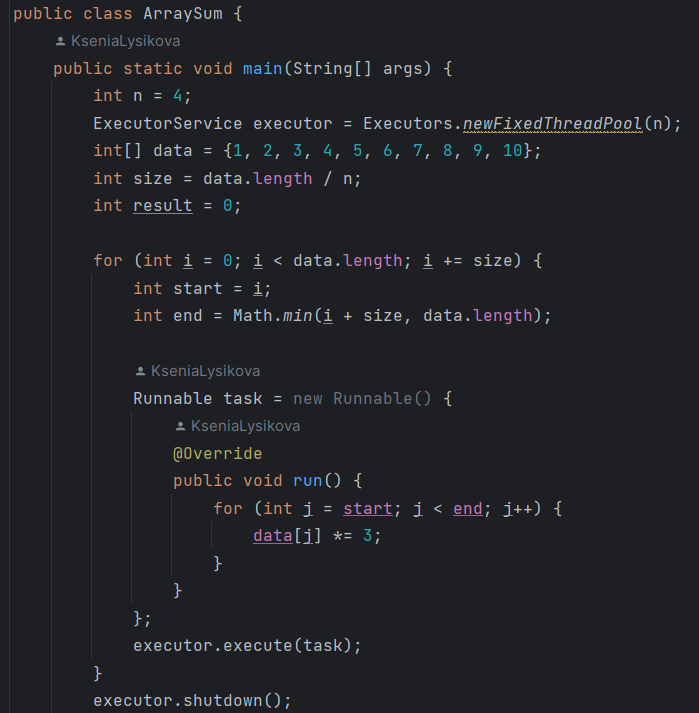 public class ArraySum {
KseniaLysikova
public static void main(String[] args) {
int n = 4;
ExecutorService executor = Executors.newFixedThreadPool(n);
int[] data = {1, 2, 3, 4, 5, 6, 7, 8, 9, 10};
int size = data.length / n;
int result = 0;
for (int i = 0; i < data.length; i += size) {
int start = i;
int end = Math.min(i + size, data.length);
KseniaLysikova
Runnable task = new Runnable() {
KseniaLysikova
@Override
public void run() {
for (int j = start; j < end; j++) {
data[j] *= 3;
}
}
};
executor.execute(task);
}
executor.shutdown();